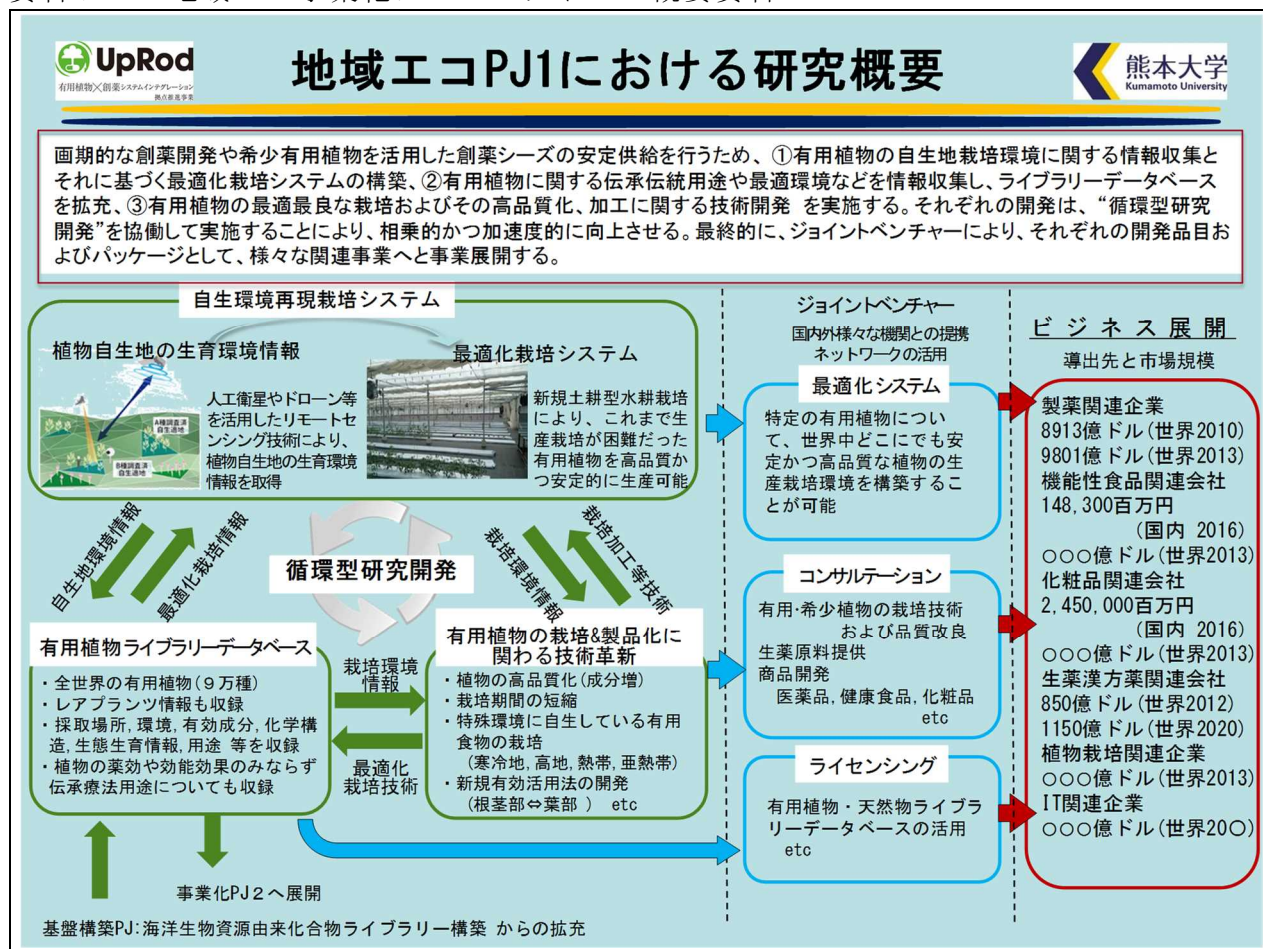 UpRod
有用植物×創薬システムインテグレーション
拠点推進事業
地域エコPJ1における研究概要
熊本大学
Kumamoto University
画期的な創薬開発や希少有用植物を活用した創薬シーズの安定供給を行うため、①有用植物の自生地栽培環境に関する情報収集と
それに基づく最適化栽培システムの構築、②有用植物に関する伝承伝統用途や最適環境などを情報収集し、ライブラリーデータベース
を拡充、③有用植物の最適最良な栽培およびその高品質化、加工に関する技術開発 を実施する。それぞれの開発は、“循環型研究
開発”を協働して実施することにより、相乗的かつ加速度的に向上させる。最終的に、ジョイントベンチャーにより、それぞれの開発品目お
よびパッケージとして、様々な関連事業へと事業展開する。
自生環境再現栽培システム
植物自生地の生育環境情報
A種調査済
自生適地
B種調査済
自生適地
人工衛星やドローン等
を活用したリモートセ
ンシング技術により、
植物自生地の生育環境
情報を取得
最適化栽培システム
新規土耕型水耕栽培
により、これまで生
産栽培が困難だった
有用植物を高品質か
つ安定的に生産可能
自生地環境情報
最適化栽培情報
循環型研究開発
栽培環境情報
栽培加工等技術
有用植物ライブラリーデータベース
・全世界の有用植物(9万種)
・レアプランツ情報も収録
・採取場所,環境,有効成分,化学構
造,生態生育情報,用途 等を収録
・植物の薬効や効能効果のみならず
伝承療法用途についても収録
栽培環境
情報
最適化
栽培技術
有用植物の栽培&製品化に
関わる技術革新
・植物の高品質化(成分増)
・栽培期間の短縮
・特殊環境に自生している有用
食物の栽培
(寒冷地,高地,熱帯,亜熱帯)
・新規有効活用法の開発
(根茎部⇔葉部 ) etc
事業化PJ2へ展開
基盤構築PJ:海洋生物資源由来化合物ライブラリー構築 からの拡充
ジョイントベンチャー
国内外様々な機関との提携
ネットワークの活用
最適化システム
特定の有用植物につい
て、世界中どこにでも安
定かつ高品質な植物の生
産栽培環境を構築するこ
とが可能
コンサルテーション
有用・希少植物の栽培技術
および品質改良
生薬原料提供
商品開発
医薬品,健康食品,化粧品
etc
ライセンシング
有用植物・天然物ライブラ
リーデータベースの活用
etc
ビジネス展開
導出先と市場規模
製薬関連企業
8913億ドル(世界2010)
9801億ドル(世界2013)
機能性食品関連会社
148,300百万円
(国内 2016)
○○○億ドル(世界2013)
化粧品関連会社
2,450,000百万円
(国内 2016)
○○○億ドル(世界2013)
生薬漢方薬関連会社
850億ドル(世界2012)
1150億ドル(世界2020)
植物栽培関連企業
○○○億ドル(世界2013)
IT関連企業
○○○億ドル(世界20○)